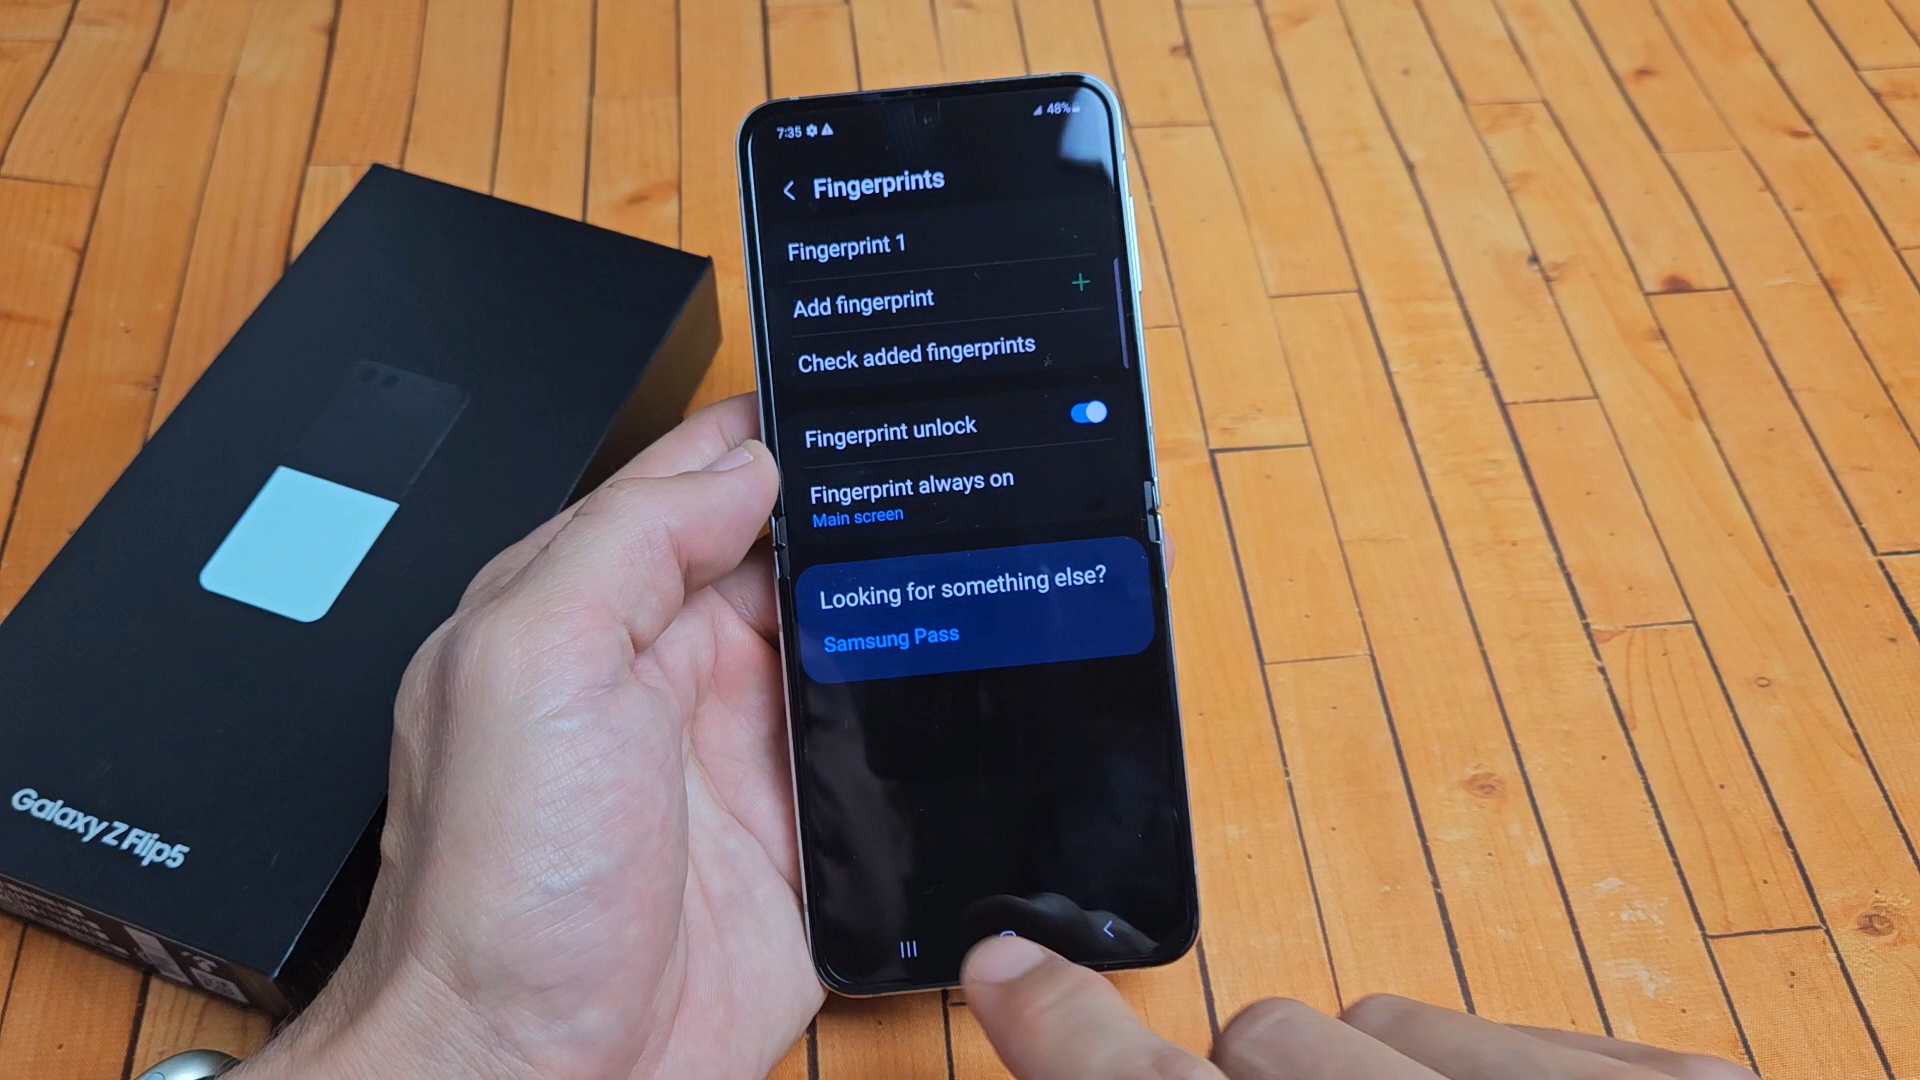 7:35
48%
Fingerprints
Fingerprint 1
Add fingerprint
Check added fingerprints
Fingerprint unlock
Fingerprint always on
Main screen
Looking for something else?
Samsung Pass
Galaxy Z Flip5